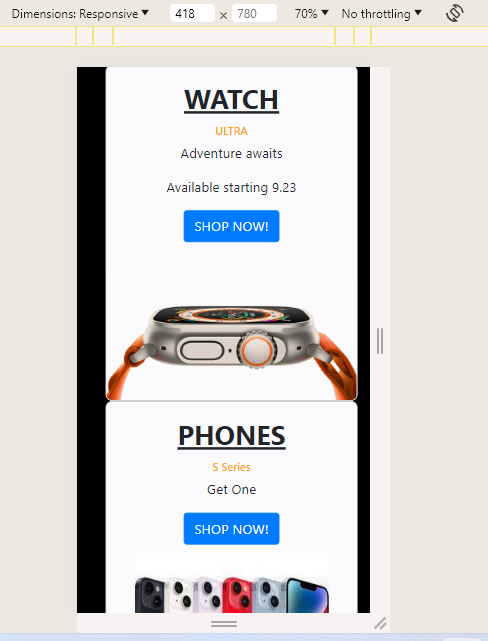 Dimensions: Responsive 418 × 780 70% No throttling
WATCH
ULTRA
Adventure awaits
Available starting 9.23
SHOP NOW!
PHONES
S Series
Get One
SHOP NOW!